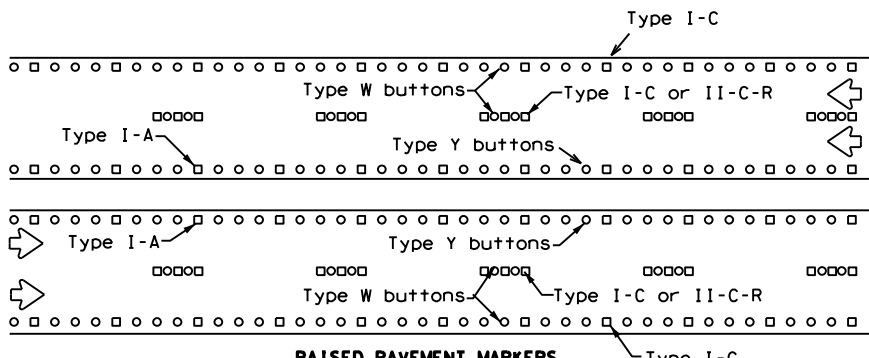 Type I-C
Type W buttons
Type I-C or II-C-R
Type I-A
Type Y buttons
Type I-A
Type Y buttons
Type W buttons
Type I-C or II-C-R
RAISED PAVEMENT MARKERS
Type I-C